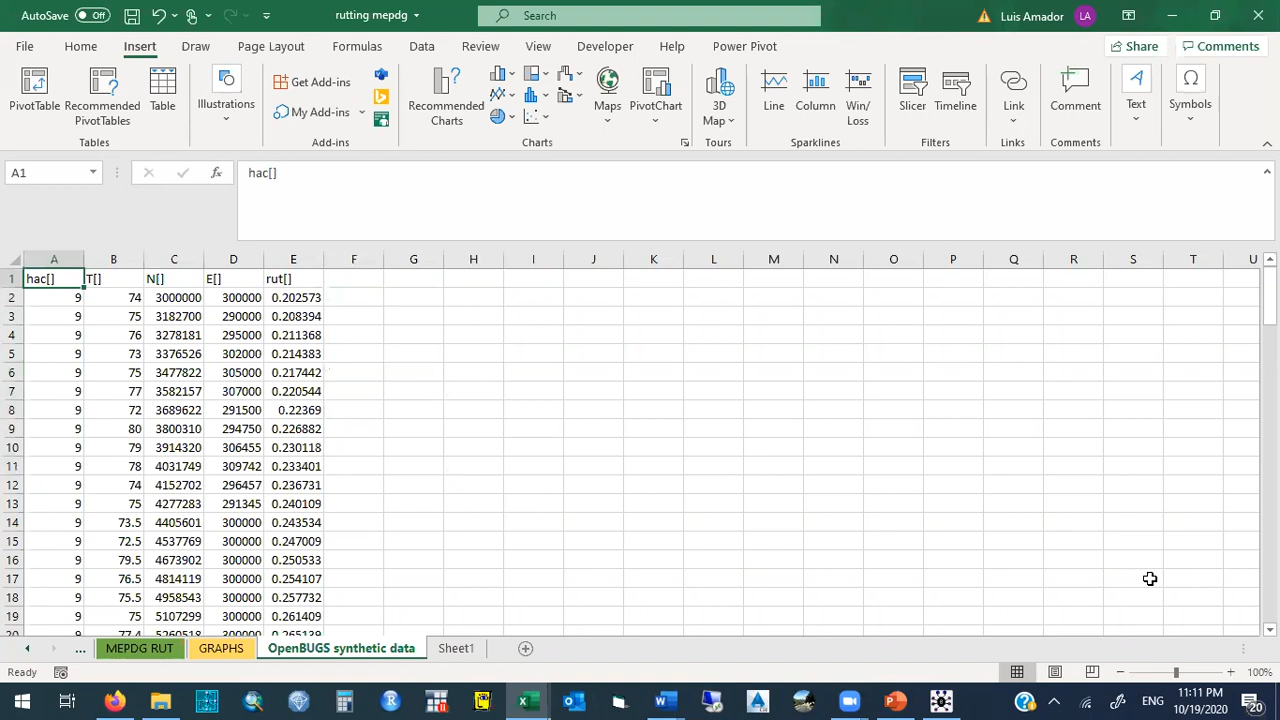 AutoSave Off rutting mepdg Search Luis Amador LA
File Home Insert Draw Page Layout Formulas Data Review View Developer Help Power Pivot Share Comments
PivotTable Recommended PivotTables Table Illustrations Get Add-ins My Add-ins Recommended Charts Maps PivotChart 3D Map Line Column Win/ Loss Slicer Timeline Link Comment Text Symbols
Tables Add-ins Charts Tours Sparklines Filters Links Comments
A1 fx hac[]
A B C D E F G H I J K L M N O P Q R S T U
1 hac[] T[] N[] E[] rut[]
2 9 74 3000000 300000 0.202573
3 9 75 3182700 290000 0.208394
4 9 76 3278181 295000 0.211368
5 9 73 3376526 302000 0.214383
6 9 75 3477822 305000 0.217442
7 9 77 3582157 307000 0.220544
8 9 72 3689622 291500 0.22369
9 9 80 3800310 294750 0.226882
10 9 79 3914320 306455 0.230118
11 9 78 4031749 309742 0.233401
12 9 74 4152702 296457 0.236731
13 9 75 4277283 291345 0.240109
14 9 73.5 4405601 300000 0.243534
15 9 72.5 4537769 300000 0.247009
16 9 79.5 4673902 300000 0.250533
17 9 76.5 4814119 300000 0.254107
18 9 75.5 4958543 300000 0.257732
19 9 75 5107299 300000 0.261409
20 9 77.4 5260518 300000 0.265139
... MEPDG RUT GRAPHS OpenBUGS synthetic data Sheet1
Ready 100%
ENG 11:11 PM
10/19/2020 20